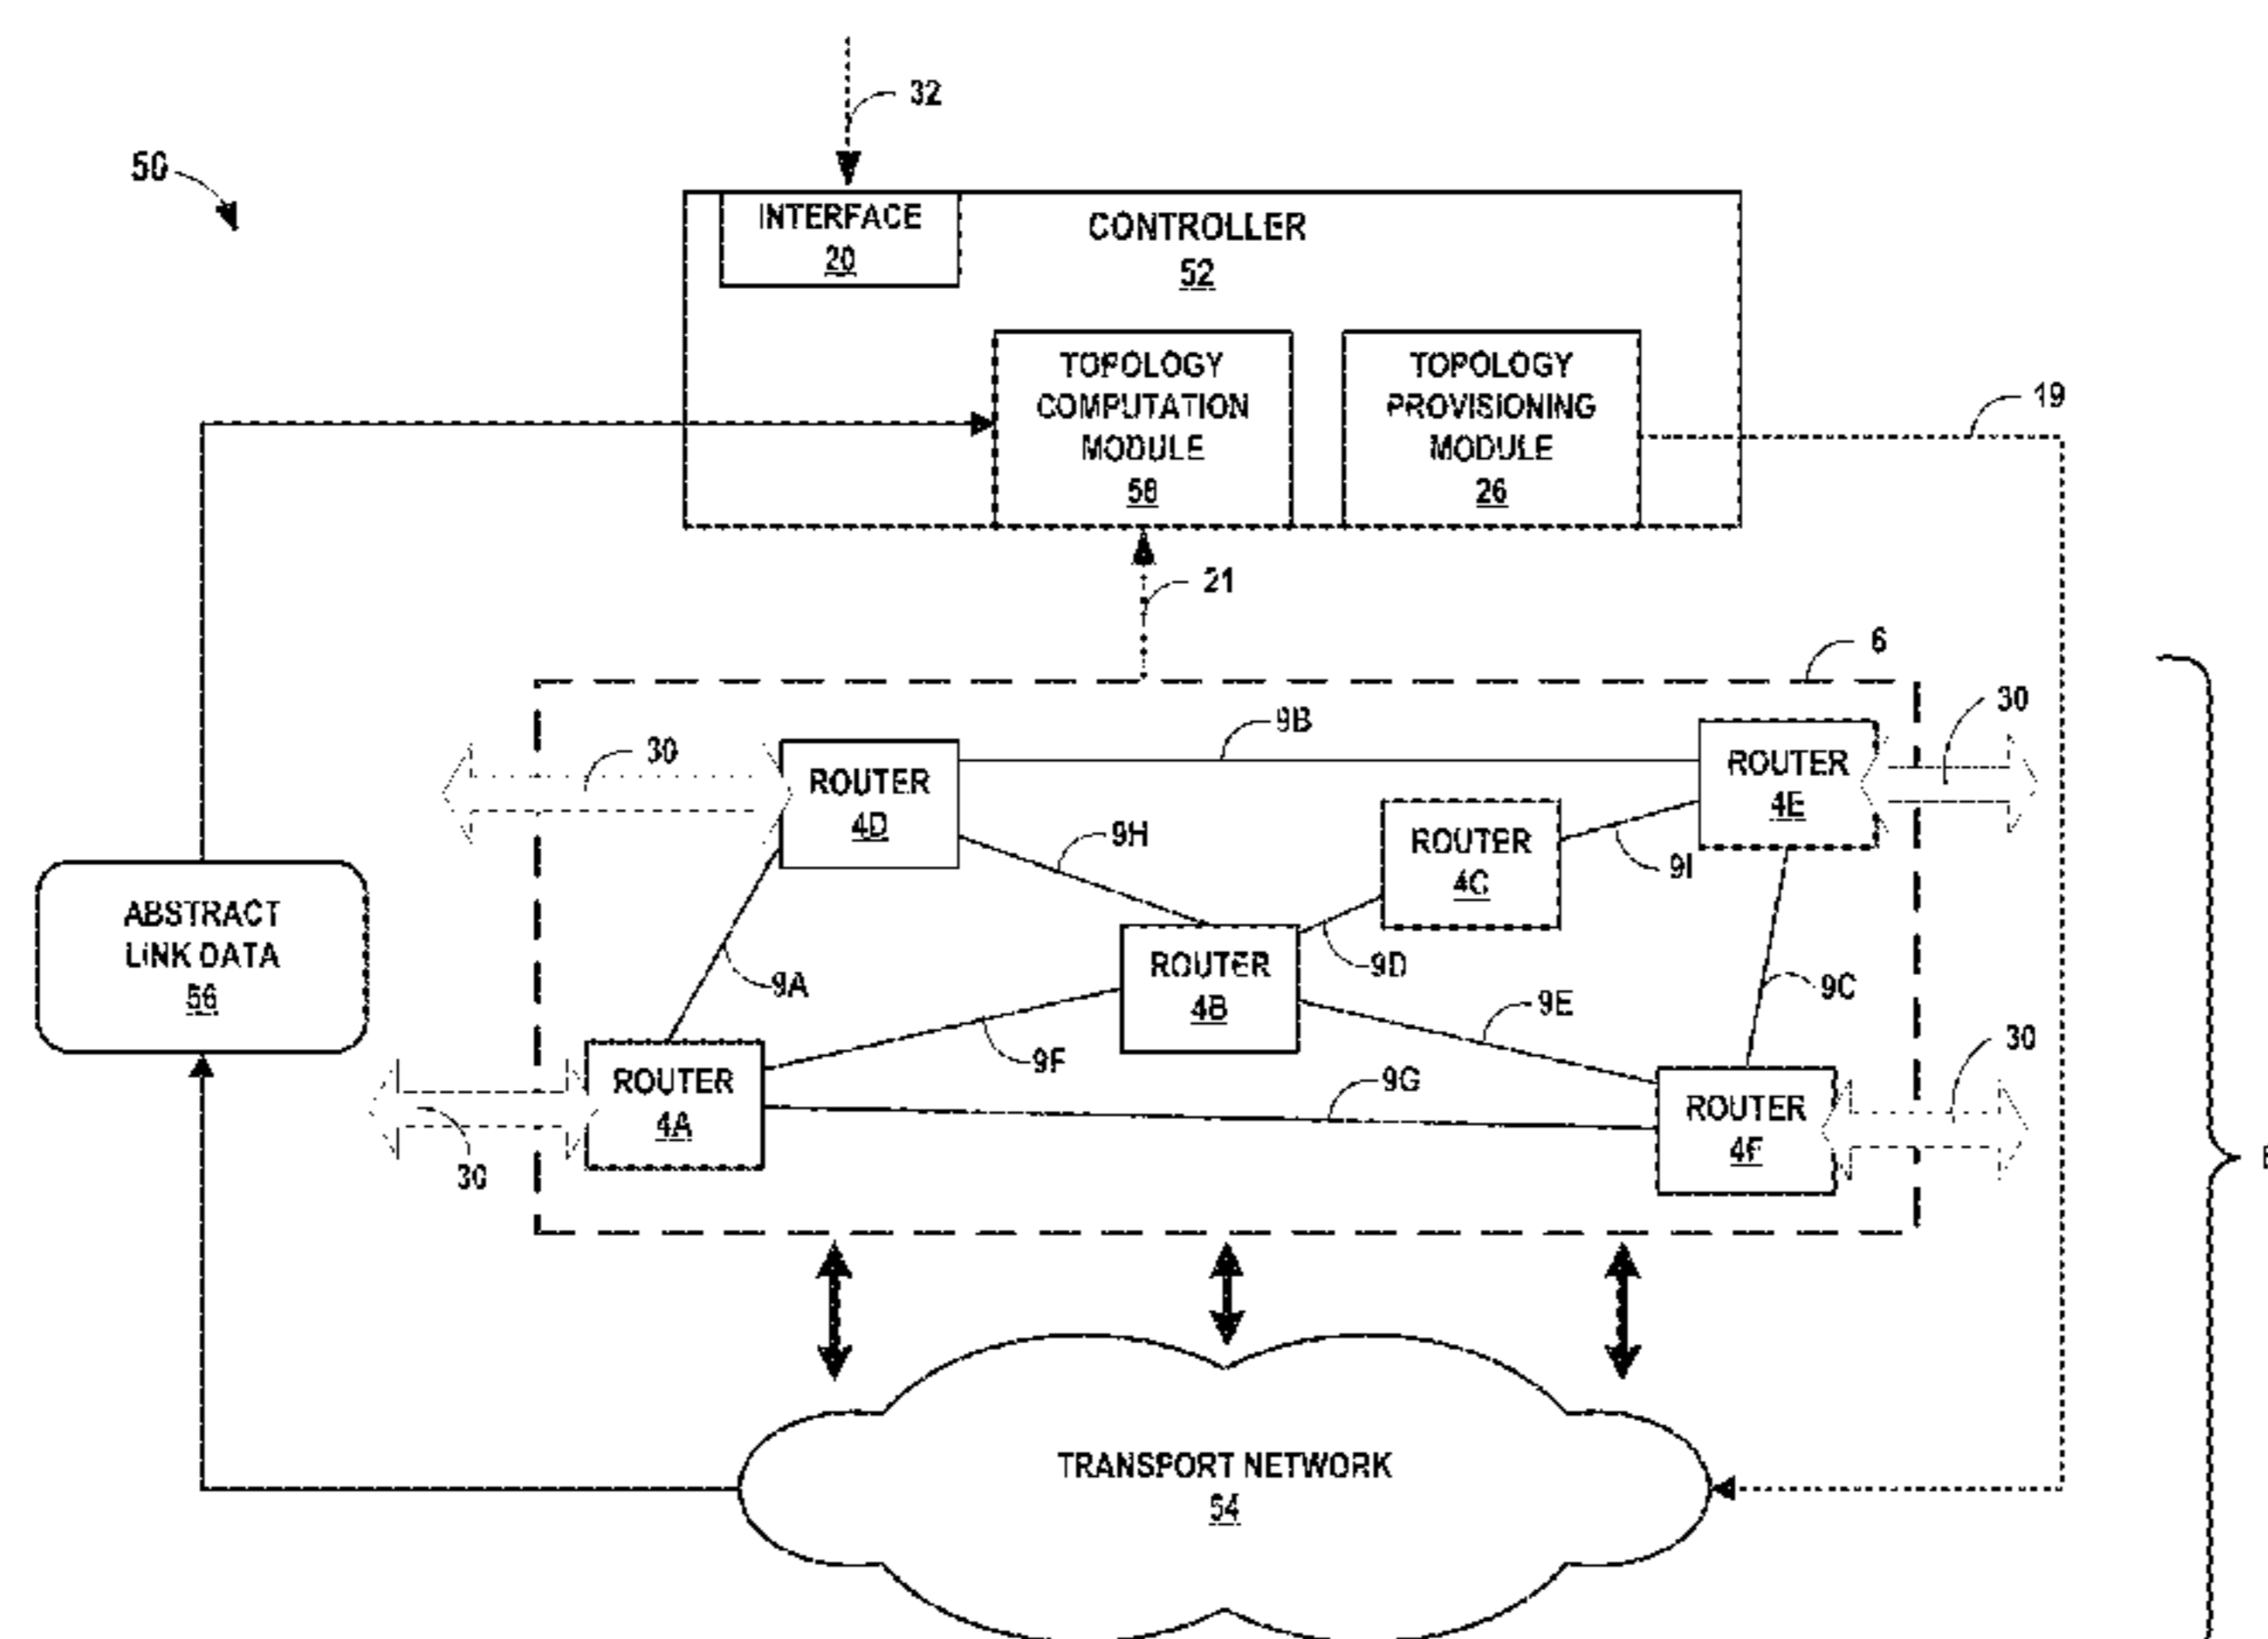 32
50
INTERFACE
20
CONTROLLER
52
TOPOLOGY
COMPUTATION
MODULE
58
TOPOLOGY
PROVISIONING
MODULE
26
19
21
6
30
9B
30
ROUTER
4D
ROUTER
4E
9H
ROUTER
4C
9I
ABSTRACT
LINK DATA
56
9A
ROUTER
4B
9D
9C
9E
9F
30
ROUTER
4A
9G
ROUTER
4F
30
TRANSPORT NETWORK
54